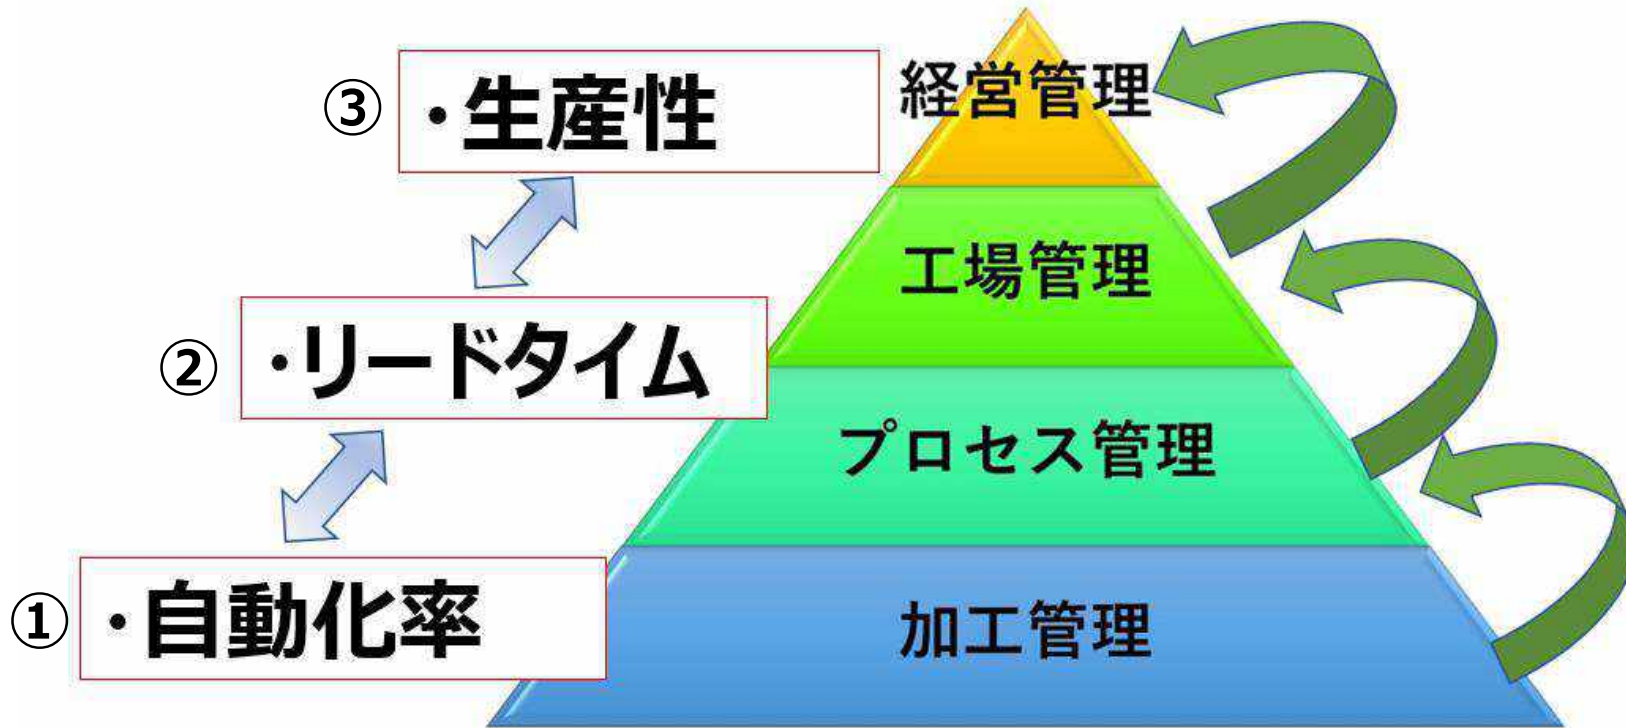 ③
・生産性
経営管理
工場管理
②
・リードタイム
プロセス管理
①
・自動化率
加工管理